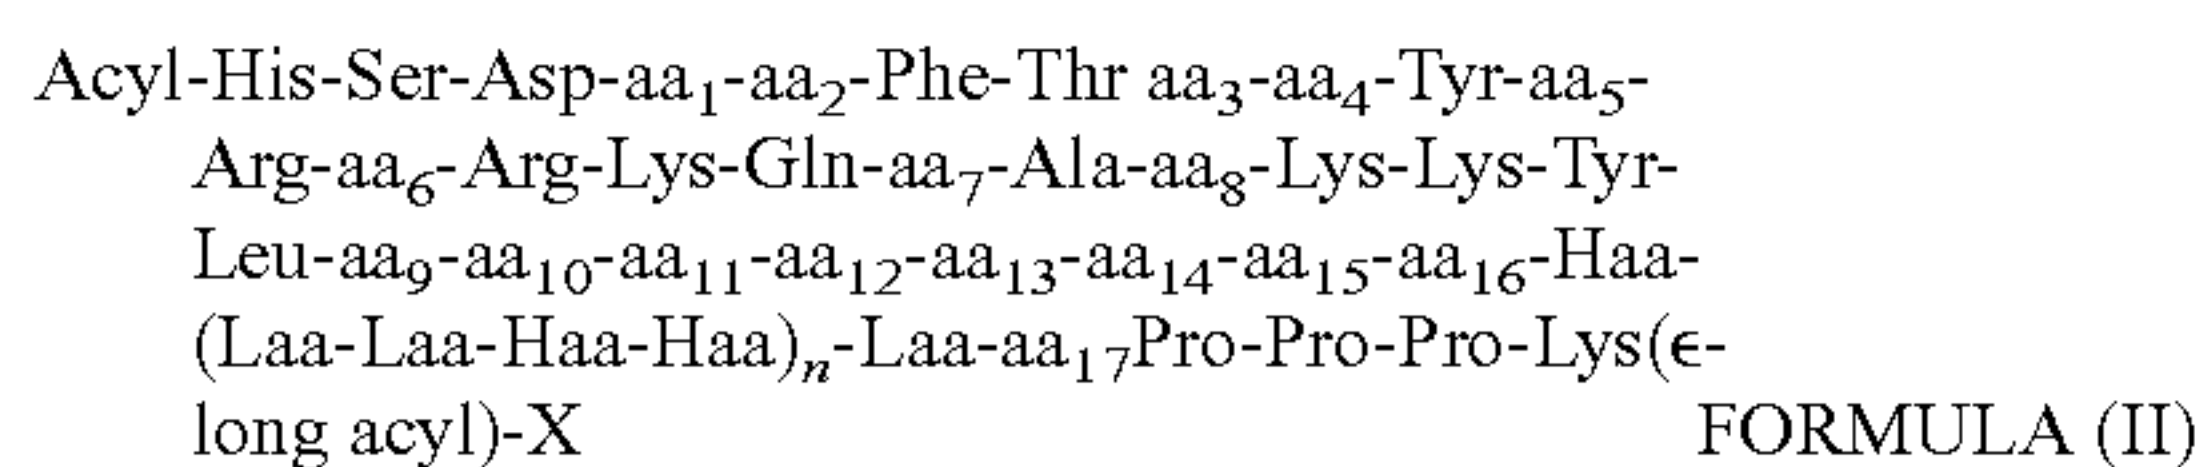 Acyl-His-Ser-Asp-aa₁-aa₂-Phe-Thr aa₃-aa₄-Tyr-aa₅-
Arg-aa₆-Arg-Lys-Gln-aa₇-Ala-aa₈-Lys-Lys-Tyr-
Leu-aa₉-aa₁₀-aa₁₁-aa₁₂-aa₁₃-aa₁₄-aa₁₅-aa₁₆-Haa-
(Laa-Laa-Haa-Haa)ₙ-Laa-aa₁₇Pro-Pro-Pro-Lys(ϵ-
long acyl)-X FORMULA (II)